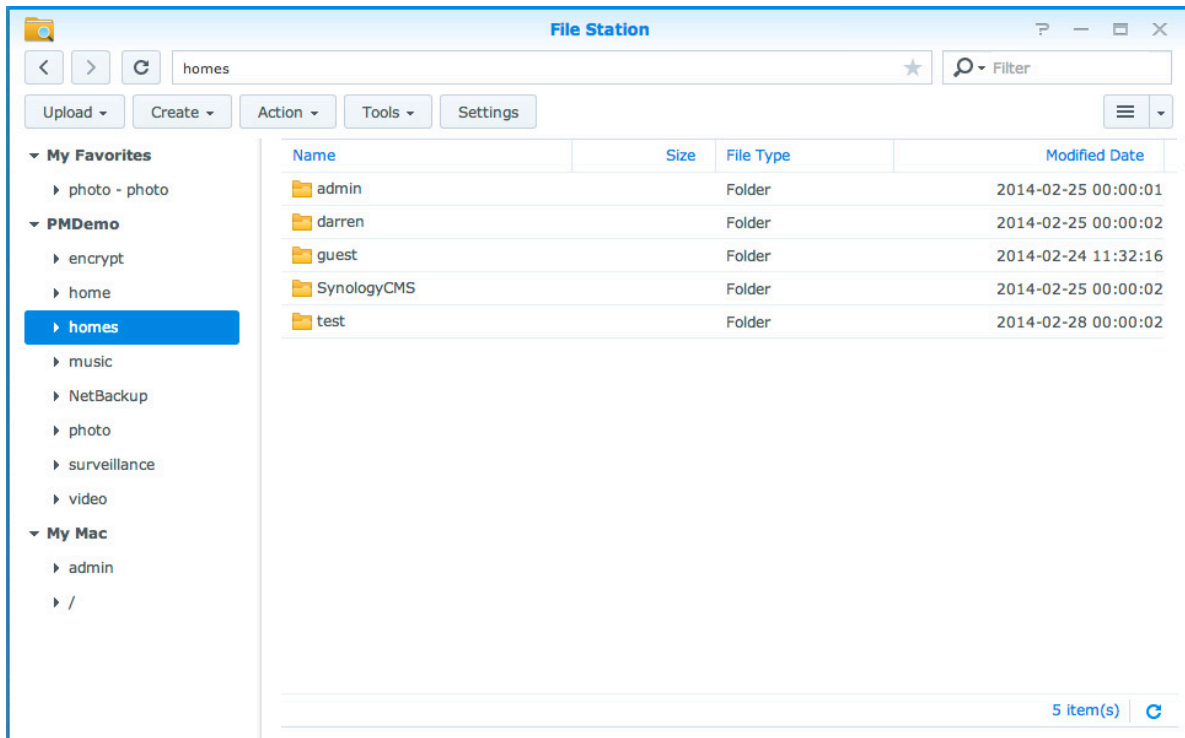 File Station
homes
Filter
Upload Create Action Tools Settings
My Favorites
photo - photo
PMDemo
encrypt
home
homes
music
NetBackup
photo
surveillance
video
My Mac
admin
/
Name Size File Type Modified Date
admin Folder 2014-02-25 00:00:01
darren Folder 2014-02-25 00:00:02
guest Folder 2014-02-24 11:32:16
SynologyCMS Folder 2014-02-25 00:00:02
test Folder 2014-02-28 00:00:02
5 item(s)